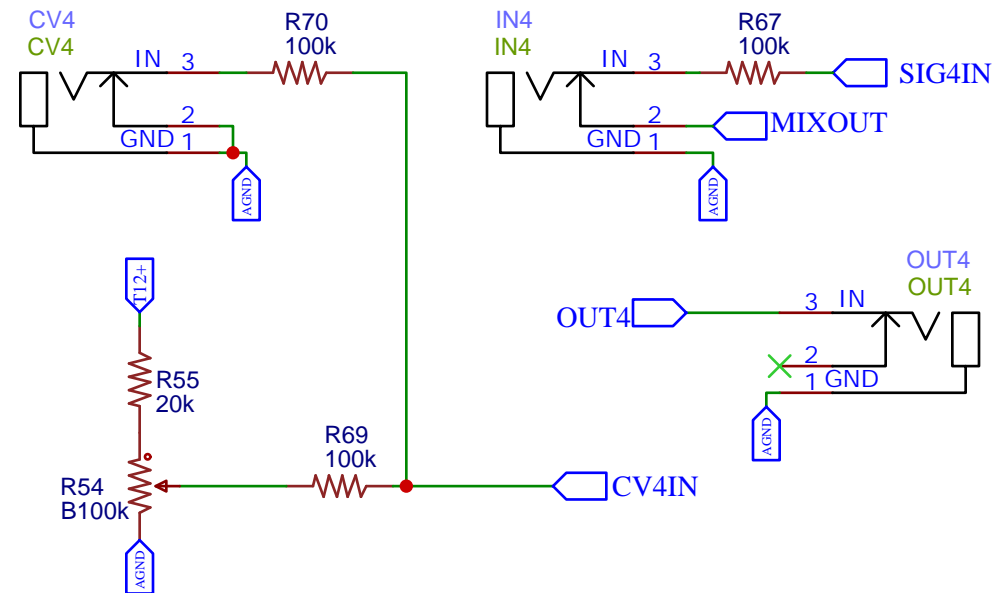 CV4
CV4
IN 3
2
GND 1
AGND
R70
100k
IN4
IN4
IN 3
2
GND 1
AGND
R67
100k
SIG4IN
MIXOUT
T12+
R55
20k
R54
B100k
AGND
R69
100k
CV4IN
OUT4
OUT4
OUT4
3 IN
2
1 GND
AGND